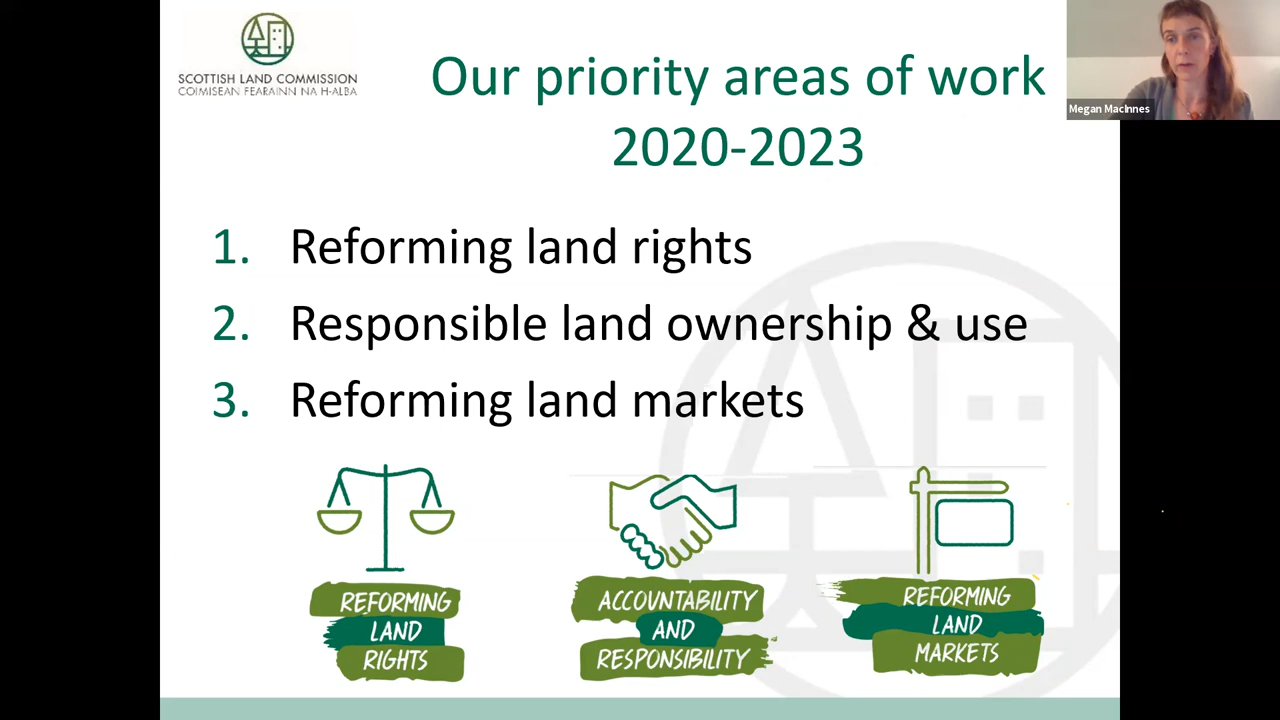 SCOTTISH LAND COMMISSION
COIMISEAN FEARAINN NA H-ALBA
Our priority areas of work
2020-2023
Megan MacInnes
1. Reforming land rights
2. Responsible land ownership & use
3. Reforming land markets
REFORMING
LAND
RIGHTS
ACCOUNTABILITY
AND
RESPONSIBILITY
REFORMING
LAND
MARKETS